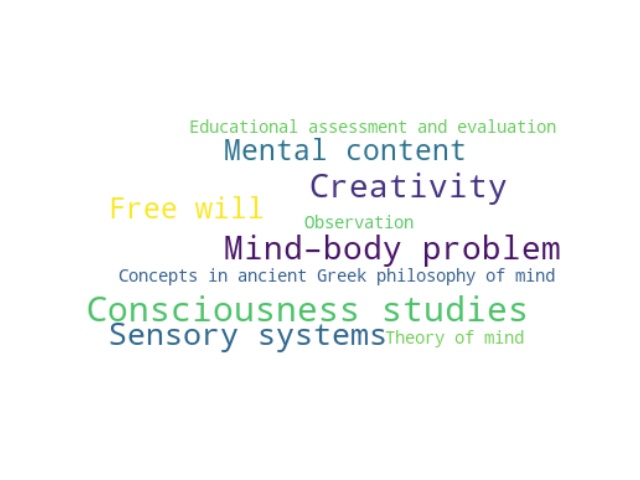 Educational assessment and evaluation
Mental content
Creativity
Free will
Observation
Mind–body problem
Concepts in ancient Greek philosophy of mind
Consciousness studies
Sensory systems
Theory of mind